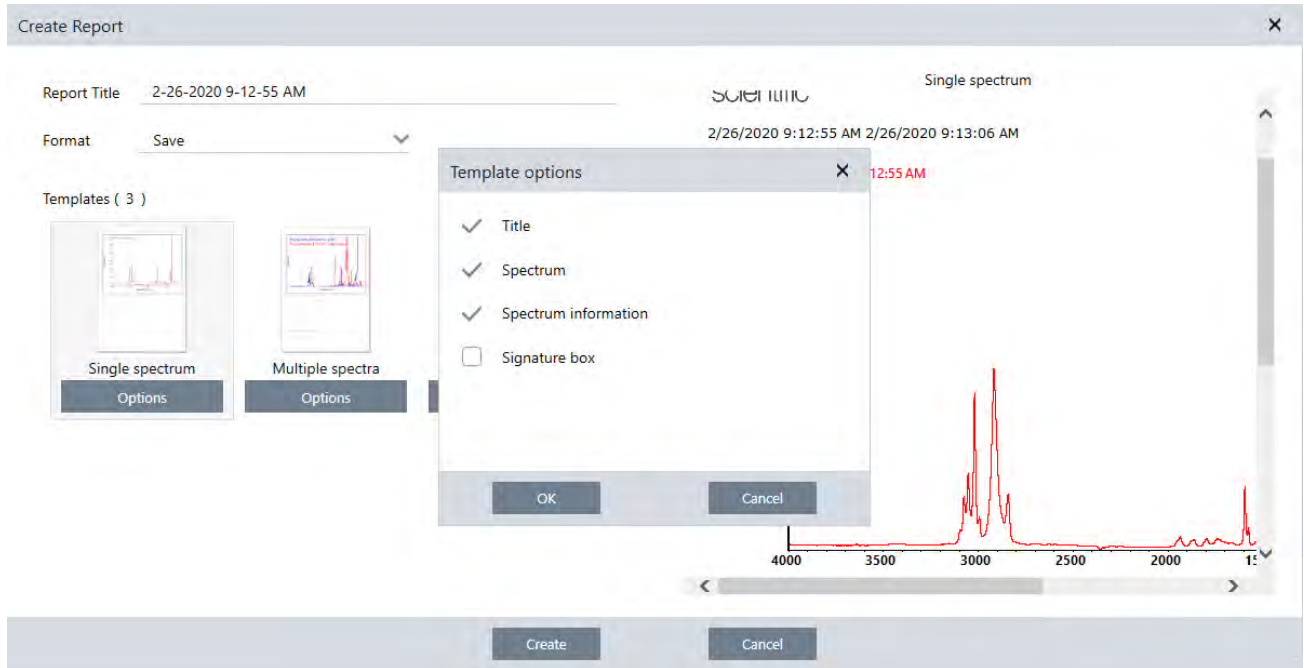 Create Report
Report Title 2-26-2020 9-12-55 AM
Format Save
Templates ( 3 )
Single spectrum
Options
Multiple spectra
Options
Template options
Title
Spectrum
Spectrum information
Signature box
OK Cancel
Single spectrum
2/26/2020 9:12:55 AM 2/26/2020 9:13:06 AM
12:55 AM
4000 3500 3000 2500 2000
Create Cancel